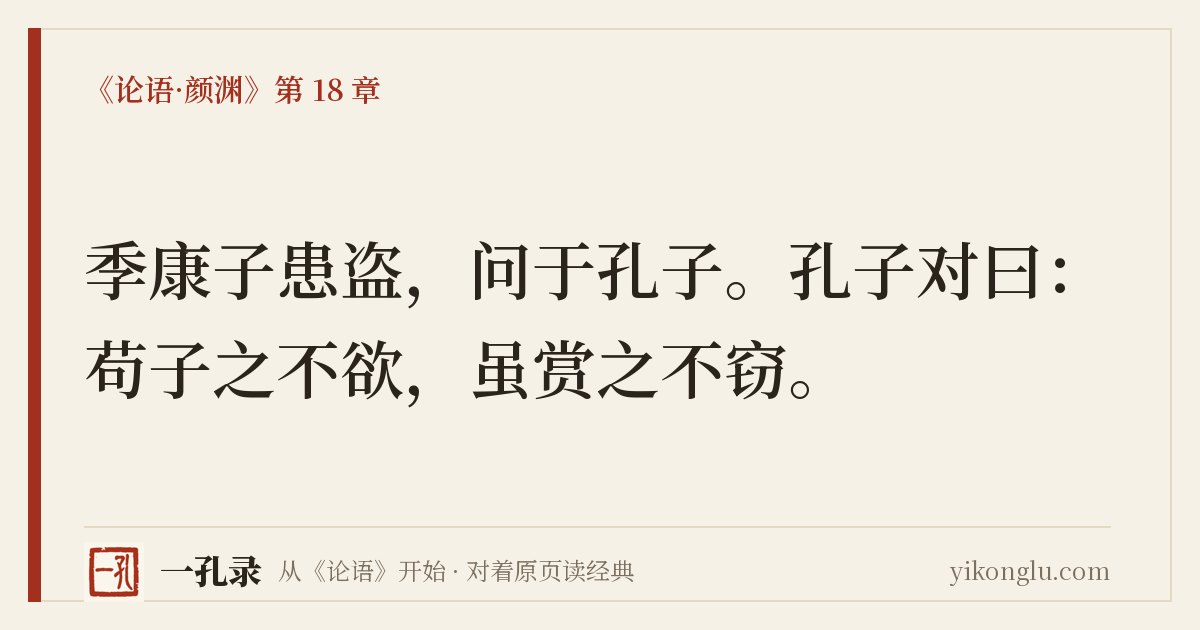 《论语·颜渊》第 18 章
季康子患盗，问于孔子。孔子对曰：
苟子之不欲，虽赏之不窃。
一孔
一孔录 从《论语》开始 · 对着原页读经典 yikonglu.com